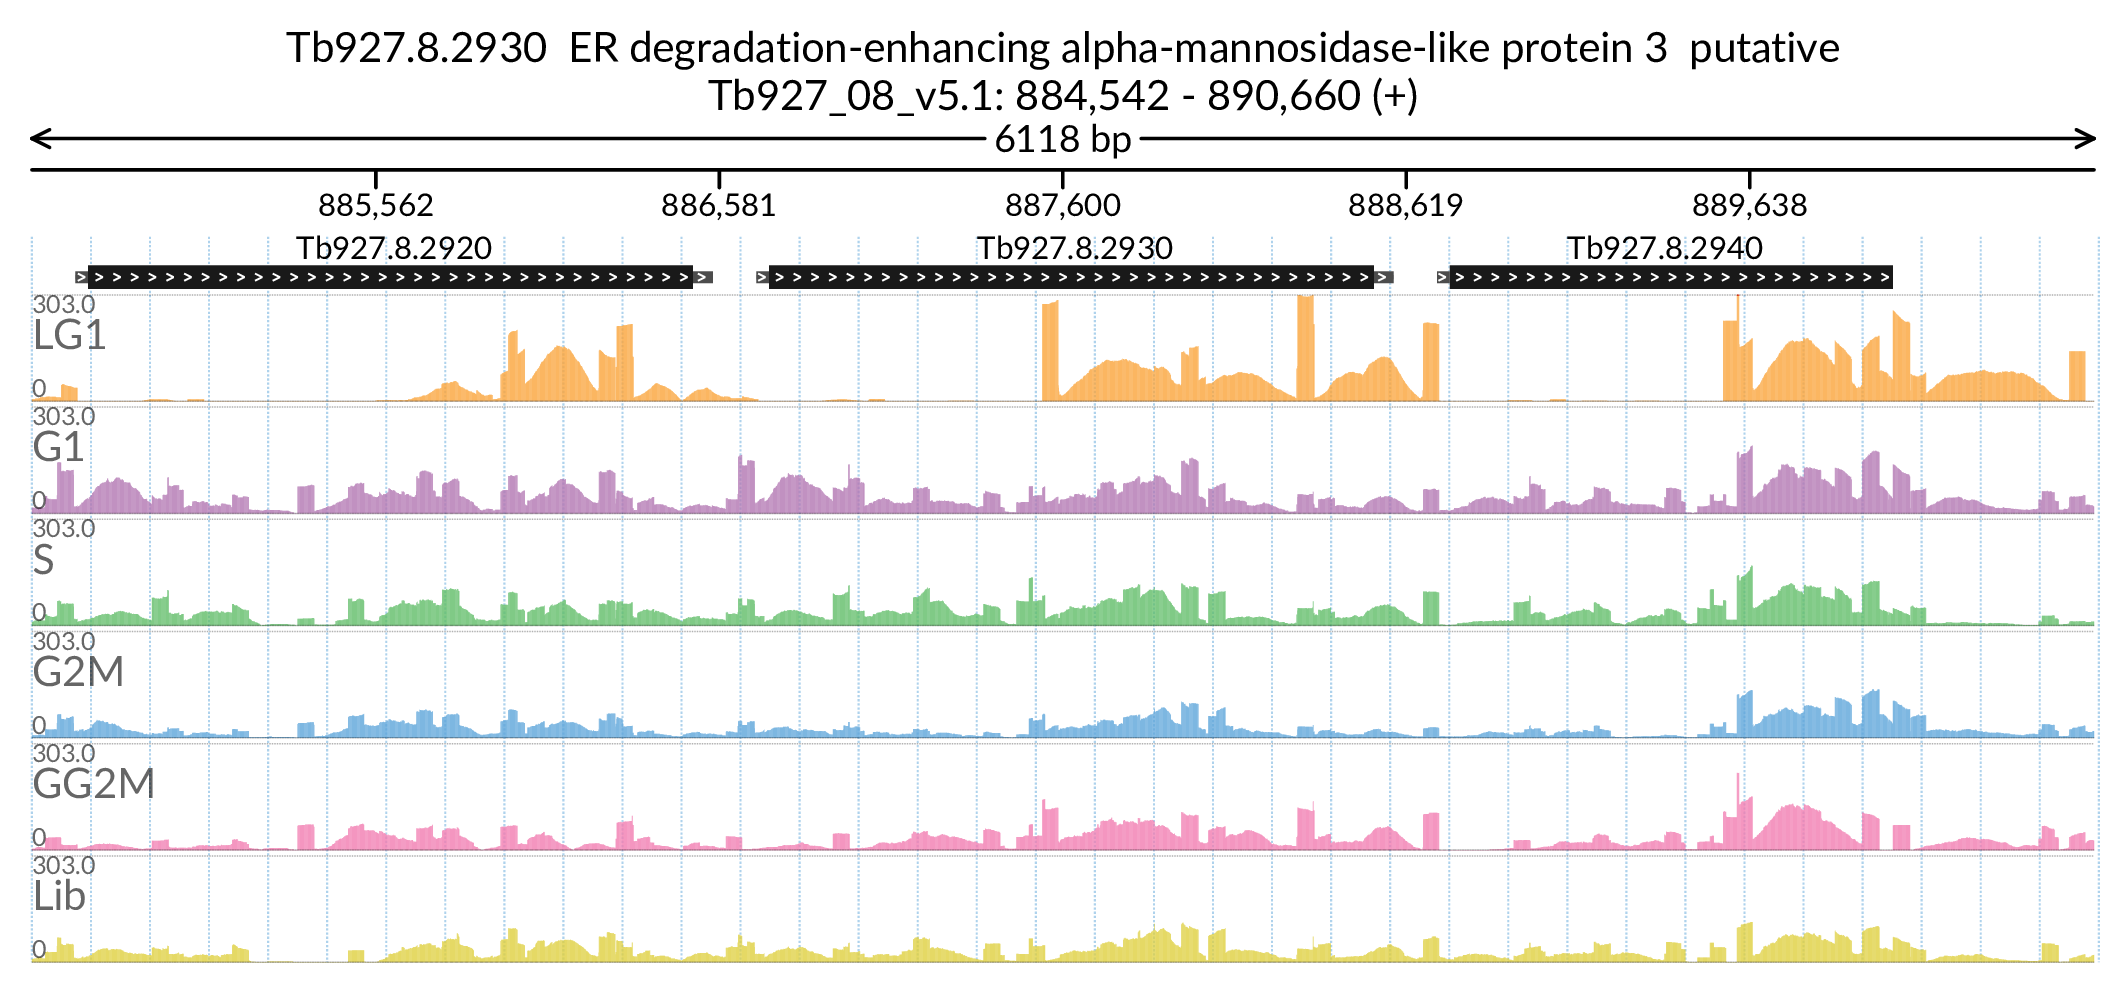 Tb927.8.2930  ER degradation-enhancing alpha-mannosidase-like protein 3  putative
Tb927_08_v5.1: 884,542 - 890,660 (+)
6118 bp
885,562 886,581 887,600 888,619 889,638
Tb927.8.2920 Tb927.8.2930 Tb927.8.2940
303.0
LG1
0
303.0
G1
0
303.0
S
0
303.0
G2M
0
303.0
GG2M
0
303.0
Lib
0